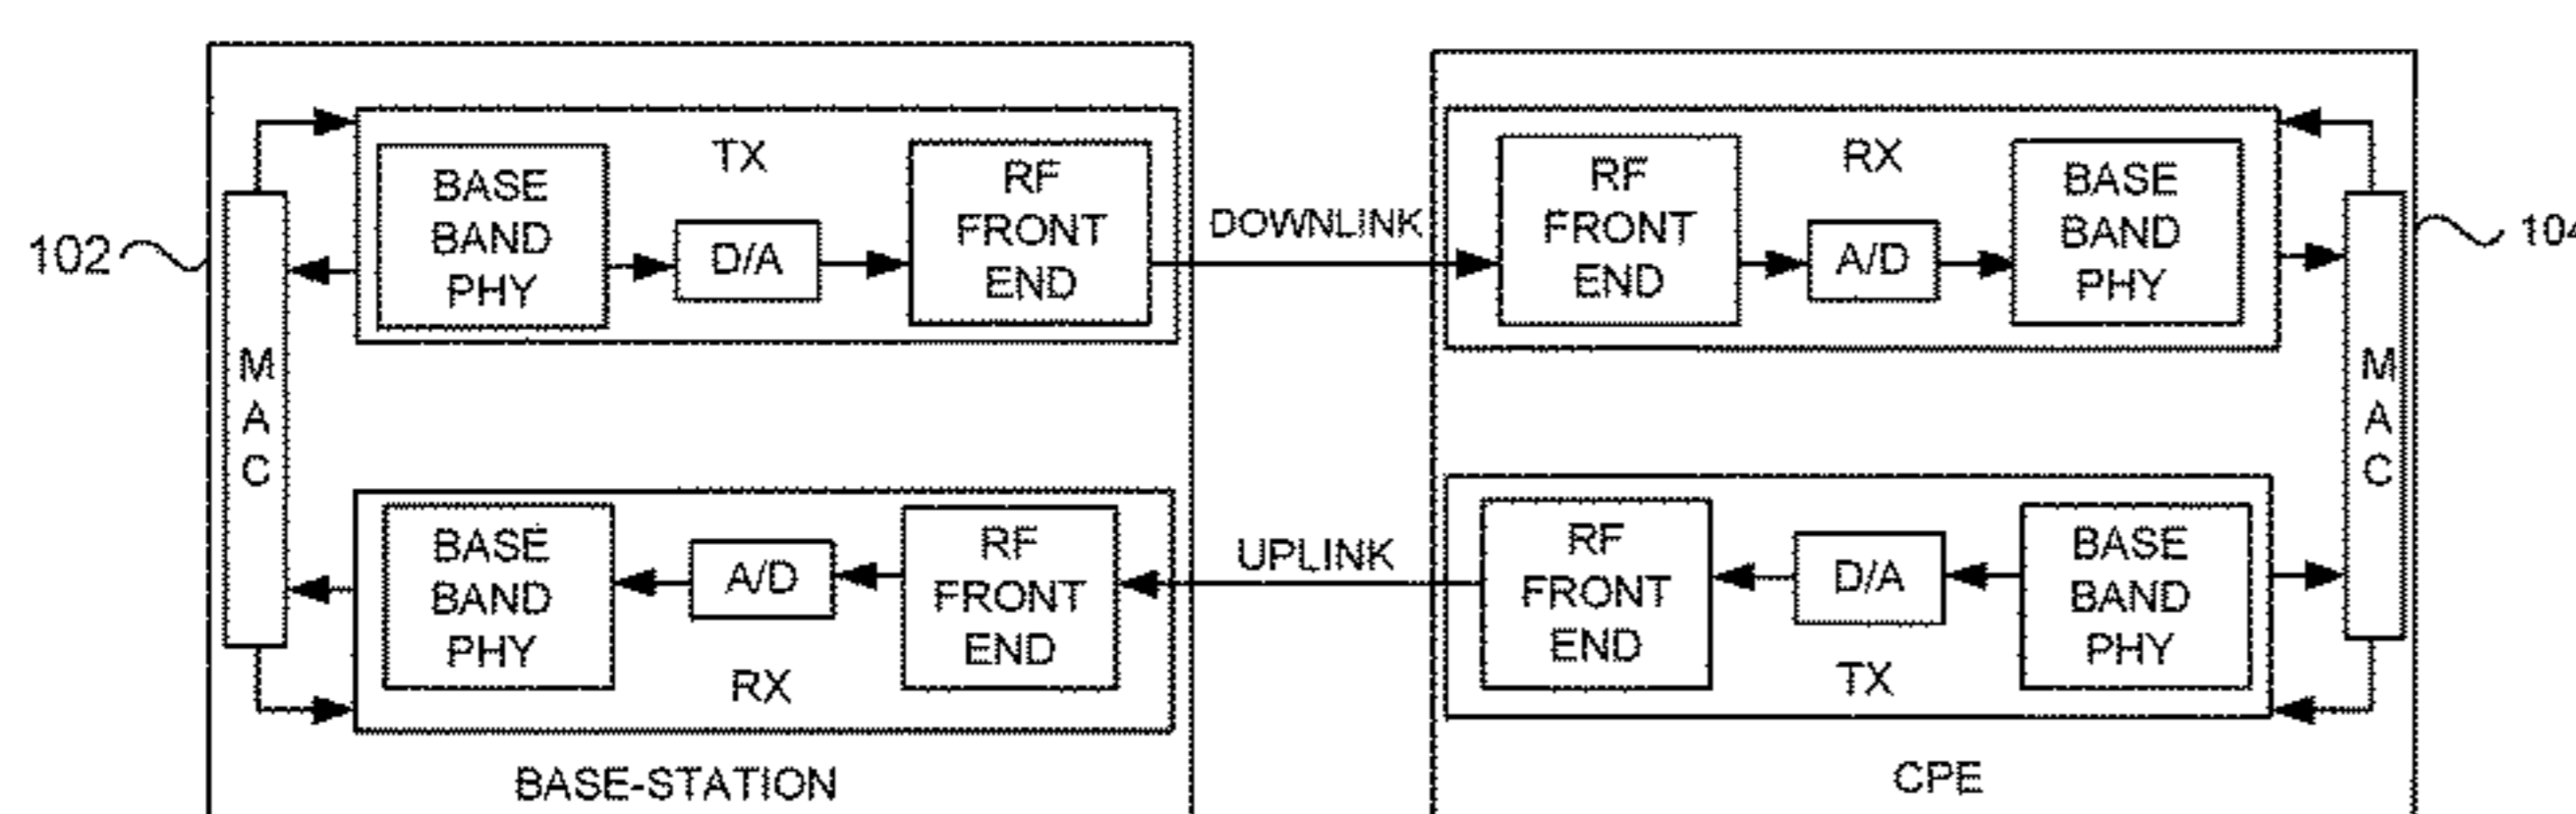 TX
BASE
BAND
PHY
D/A
RF
FRONT
END
DOWNLINK
RF
FRONT
END
RX
A/D
BASE
BAND
PHY
102
104
M
A
C
M
A
C
BASE
BAND
PHY
A/D
RX
RF
FRONT
END
UPLINK
RF
FRONT
END
D/A
TX
BASE
BAND
PHY
BASE-STATION
CPE